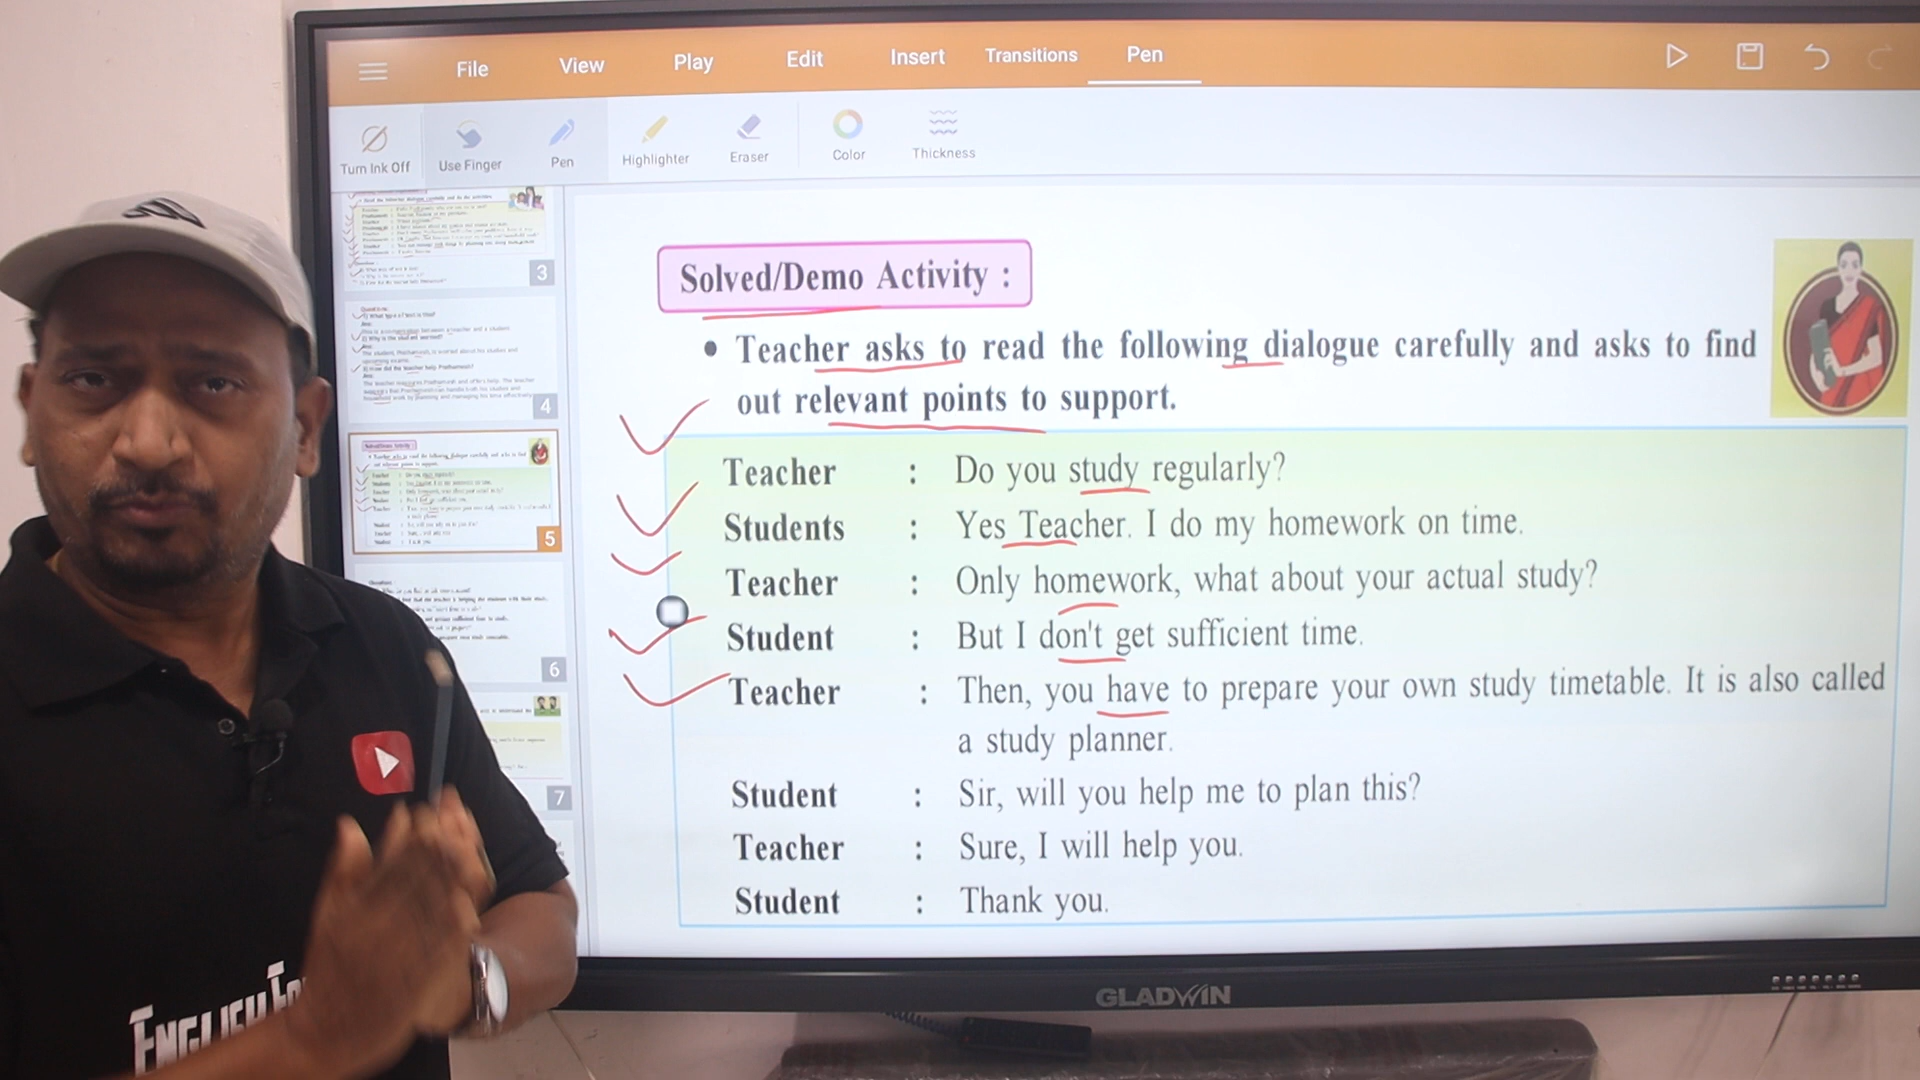 File View Play Edit Insert Transitions Pen
Turn Ink Off Use Finger Pen Highlighter Eraser Color Thickness
3
4
5
6
7
Solved/Demo Activity :
• Teacher asks to read the following dialogue carefully and asks to find
out relevant points to support.
Teacher : Do you study regularly?
Students : Yes Teacher. I do my homework on time.
Teacher : Only homework, what about your actual study?
Student : But I don't get sufficient time.
Teacher : Then, you have to prepare your own study timetable. It is also called
a study planner.
Student : Sir, will you help me to plan this?
Teacher : Sure, I will help you.
Student : Thank you.
GLADWIN
ENGLISH